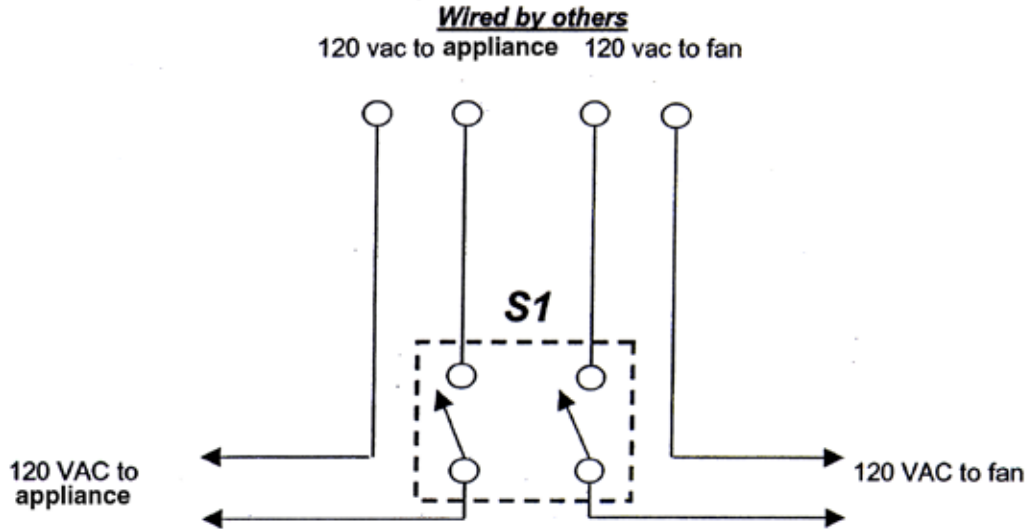 Wired by others
120 vac to appliance 120 vac to fan
S1
120 VAC to
appliance
120 VAC to fan